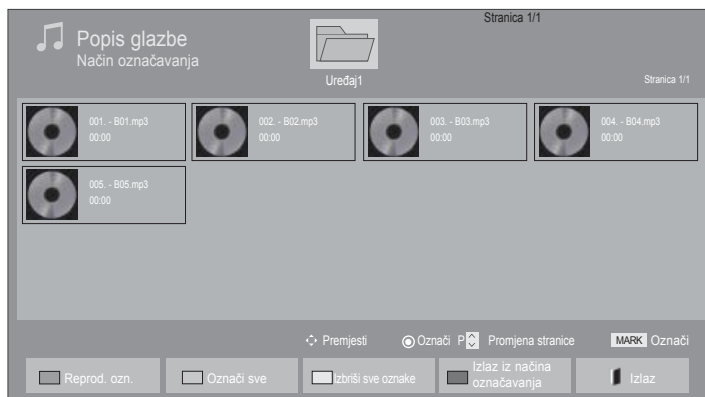 Stranica 1/1
Popis glazbe
Način označavanja
Uređaj1
Stranica 1/1
001. - B01.mp3
00:00
002. - B02.mp3
00:00
003. - B03.mp3
00:00
004. - B04.mp3
00:00
005. - B05.mp3
00:00
Premjesti Označi P Promjena stranice MARK Označi
Reprod. ozn.
Označi sve
Izbriši sve oznake
Izlaz iz načina
označavanja
Izlaz